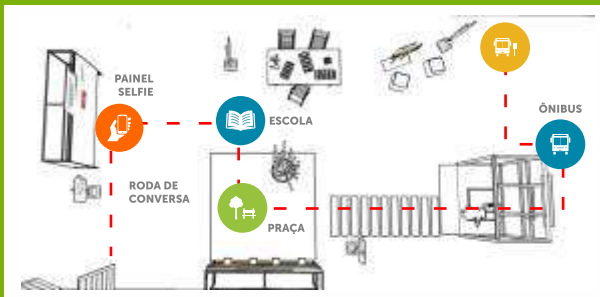 PAINEL
SELFIE
ESCOLA
ÔNIBUS
RODA DE
CONVERSA
PRAÇA